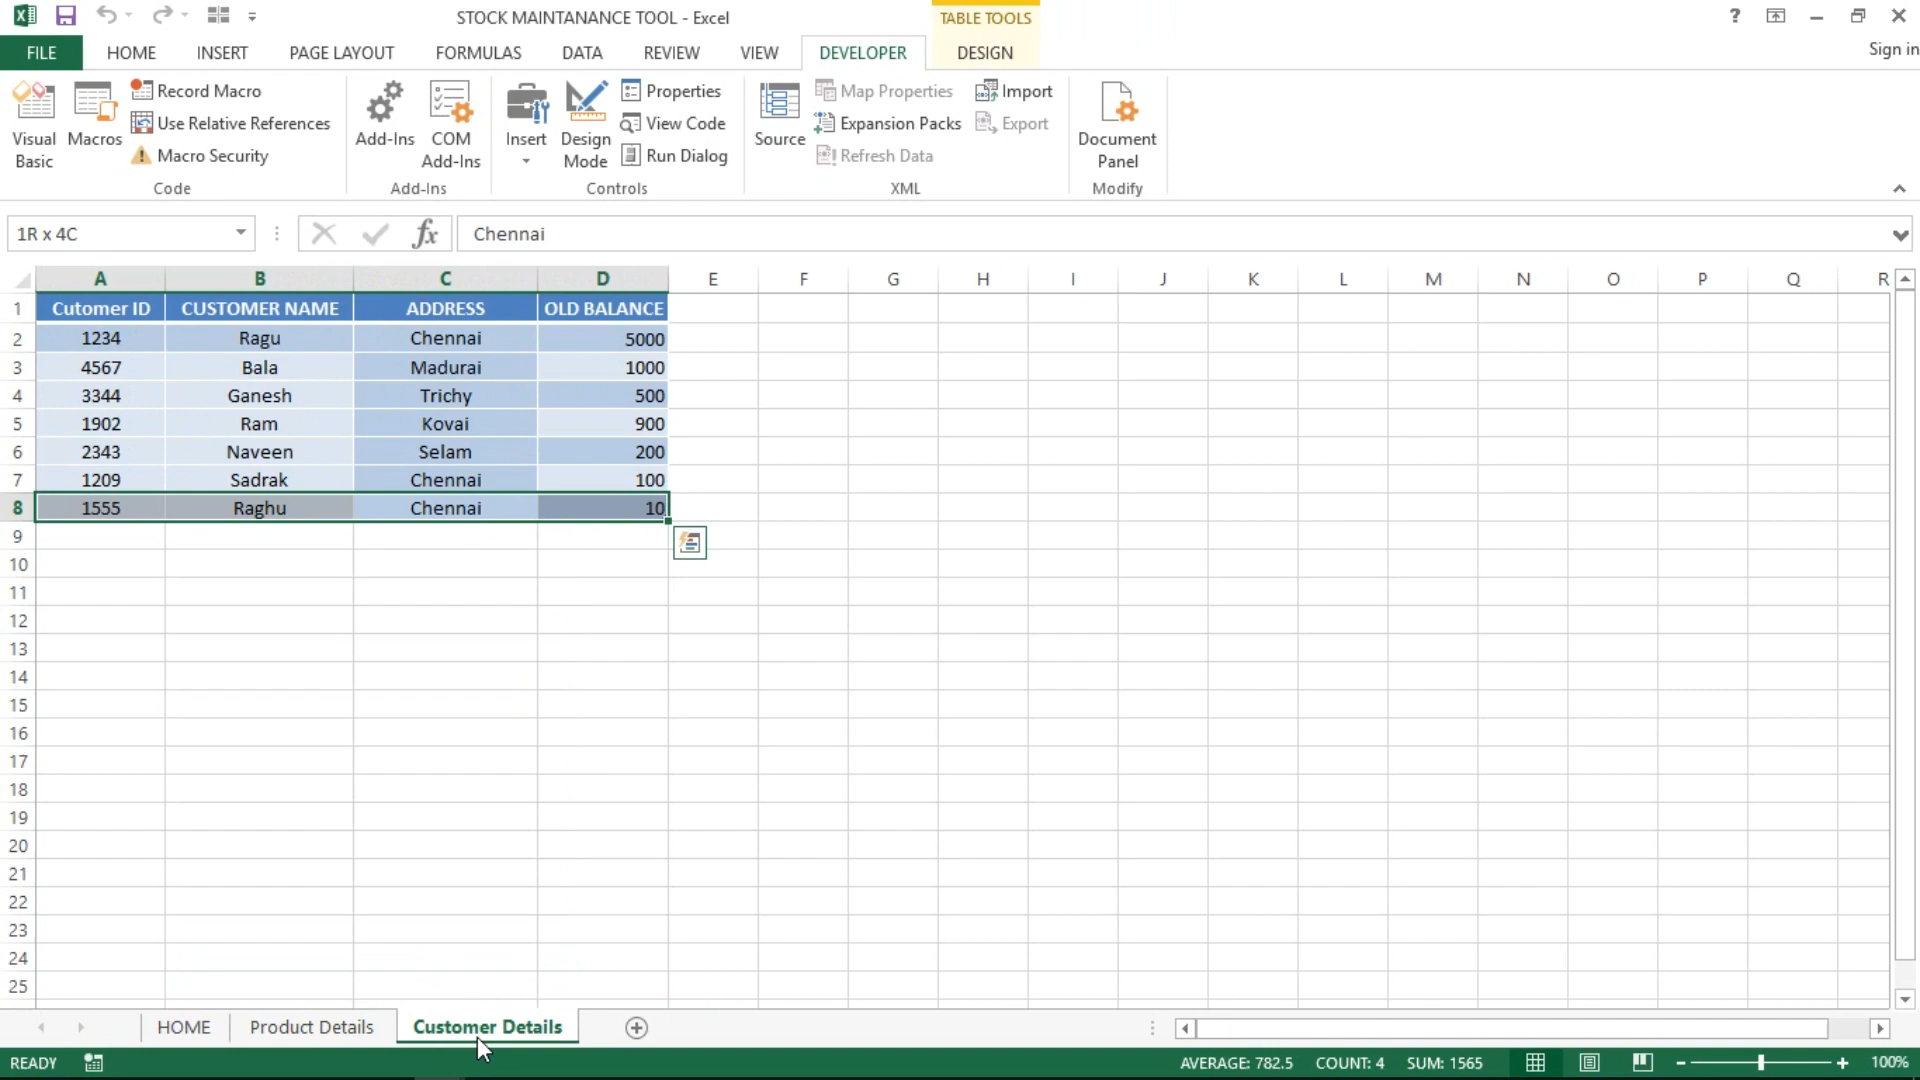 STOCK MAINTANANCE TOOL - Excel
TABLE TOOLS
?
Sign in
FILE HOME INSERT PAGE LAYOUT FORMULAS DATA REVIEW VIEW DEVELOPER DESIGN
Visual Basic
Macros
Record Macro
Use Relative References
Macro Security
Code
Add-Ins
COM Add-Ins
Add-Ins
Insert
Design Mode
Properties
View Code
Run Dialog
Controls
Source
Map Properties
Expansion Packs
Refresh Data
Import
Export
XML
Document Panel
Modify
1R x 4C
fx
Chennai
A B C D E F G H I J K L M N O P Q R
1 Cutomer ID CUSTOMER NAME ADDRESS OLD BALANCE
2 1234 Ragu Chennai 5000
3 4567 Bala Madurai 1000
4 3344 Ganesh Trichy 500
5 1902 Ram Kovai 900
6 2343 Naveen Selam 200
7 1209 Sadrak Chennai 100
8 1555 Raghu Chennai 10
9
10
11
12
13
14
15
16
17
18
19
20
21
22
23
24
25
HOME Product Details Customer Details
READY AVERAGE: 782.5 COUNT: 4 SUM: 1565 100%